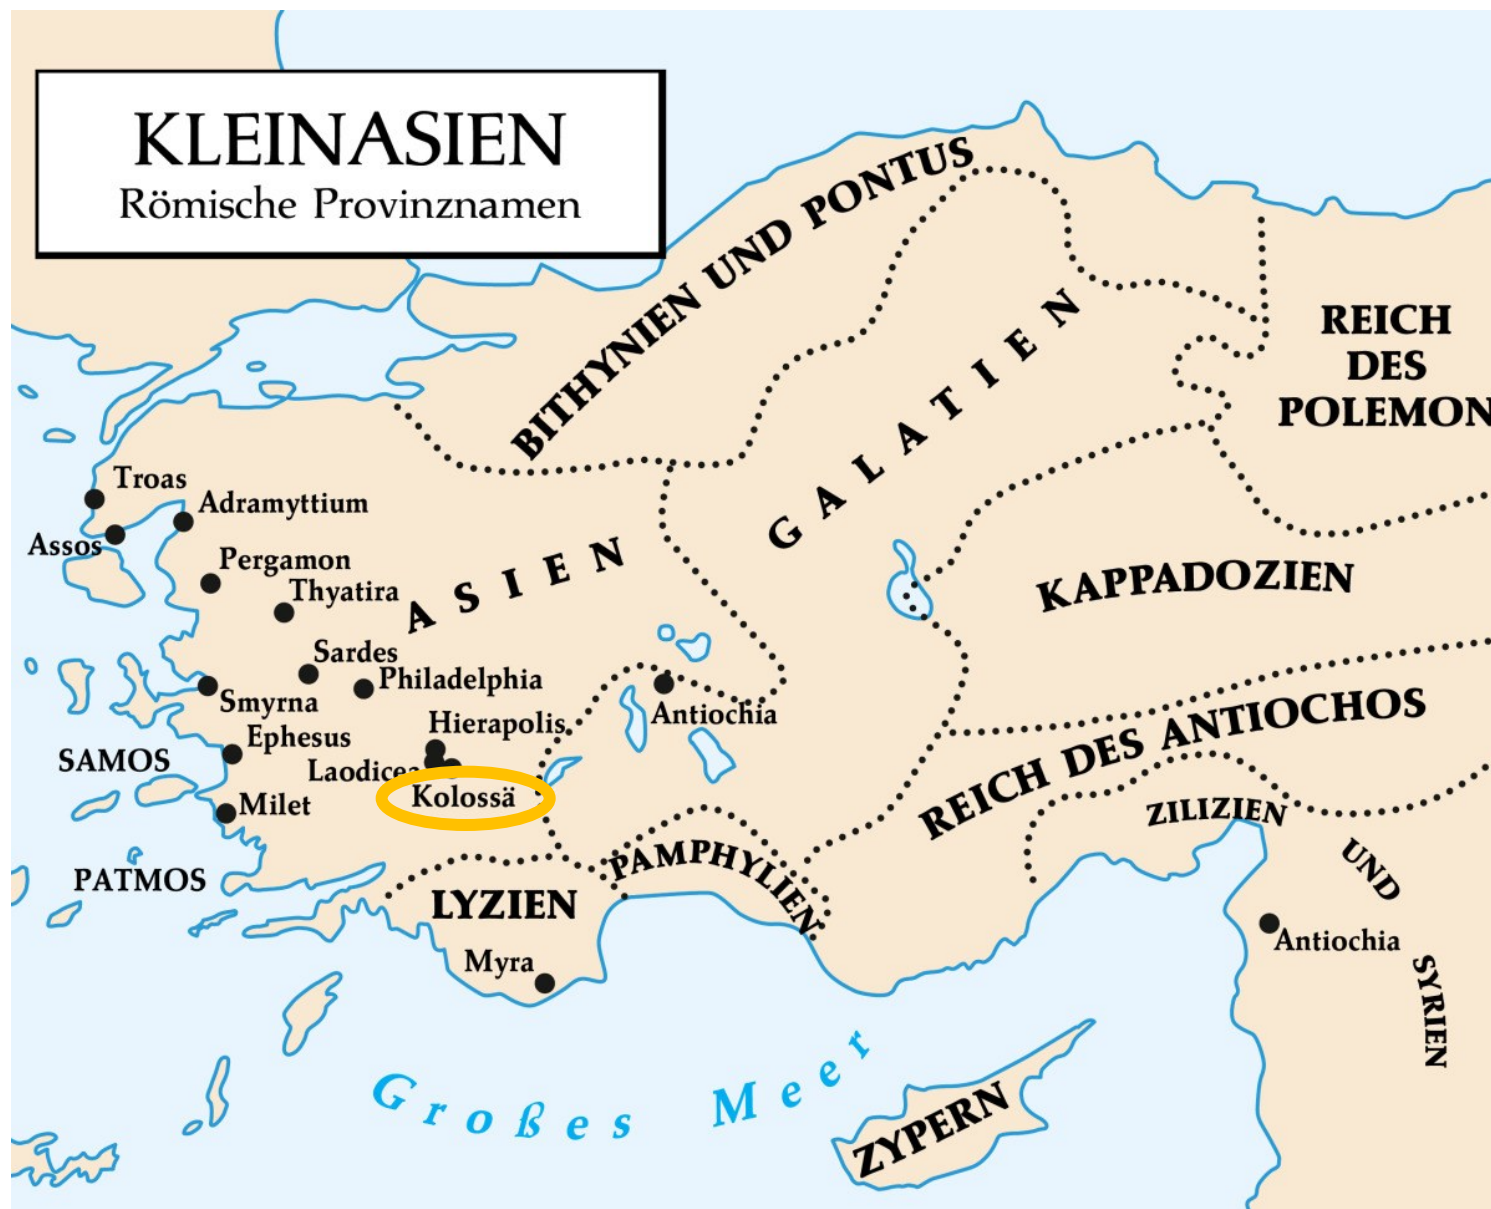 KLEINASIEN
Römische Provinznamen
BITHYNIEN UND PONTUS
GALATIEN
REICH
DES
POLEMON
Troas
Adramyttium
Assos
Pergamon
Thyatira
ASIEN
KAPPADOZIEN
Sardes
Philadelphia
Smyrna
Hierapolis
Antiochia
Ephesus
SAMOS
Laodicea
Kolossä
Milet
REICH DES ANTIOCHOS
ZILIZIEN
UND
SYRIEN
PATMOS
PAMPHYLIEN
LYZIEN
Myra
Antiochia
Großes Meer
ZYPERN